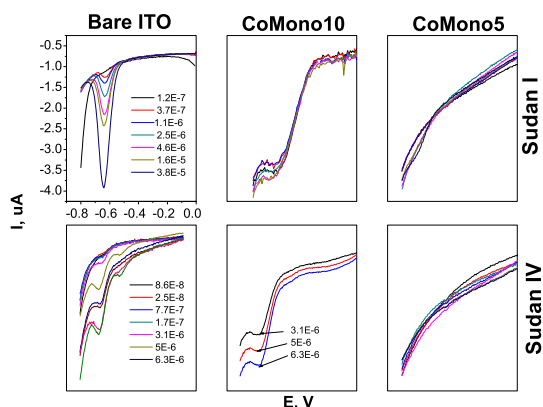 Bare ITO CoMono10 CoMono5
-0.5
-1.0
-1.5
-2.0
-2.5
-3.0
-3.5
-4.0
1.2E-7
3.7E-7
1.1E-6
2.5E-6
4.6E-6
1.6E-5
3.8E-5
Sudan I
-0.8 -0.6 -0.4 -0.2 0.0
I, uA
8.6E-8
2.5E-8
7.7E-7
1.7E-7
3.1E-6
5E-6
6.3E-6
3.1E-6
5E-6
6.3E-6
Sudan IV
E, V